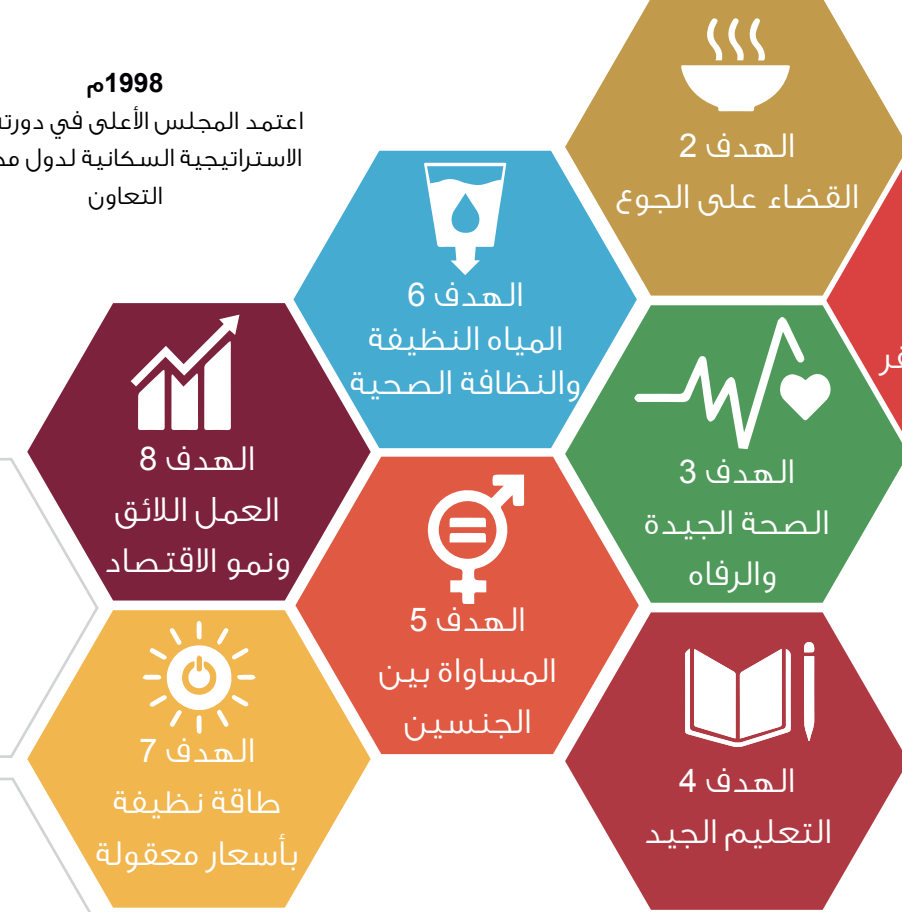 1998م
اعتمد المجلس الأعلى في
الاستراتيجية السكانية لدول
التعاون
الهدف 2
القضاء على الجوع
الهدف 6
المياه النظيفة
والنظافة الصحية
الهدف 3
الصحة الجيدة
والرفاه
الهدف 8
العمل اللائق
ونمو الاقتصاد
الهدف 5
المساواة بين
الجنسين
الهدف 4
التعليم الجيد
الهدف 7
طاقة نظيفة
بأسعار معقولة